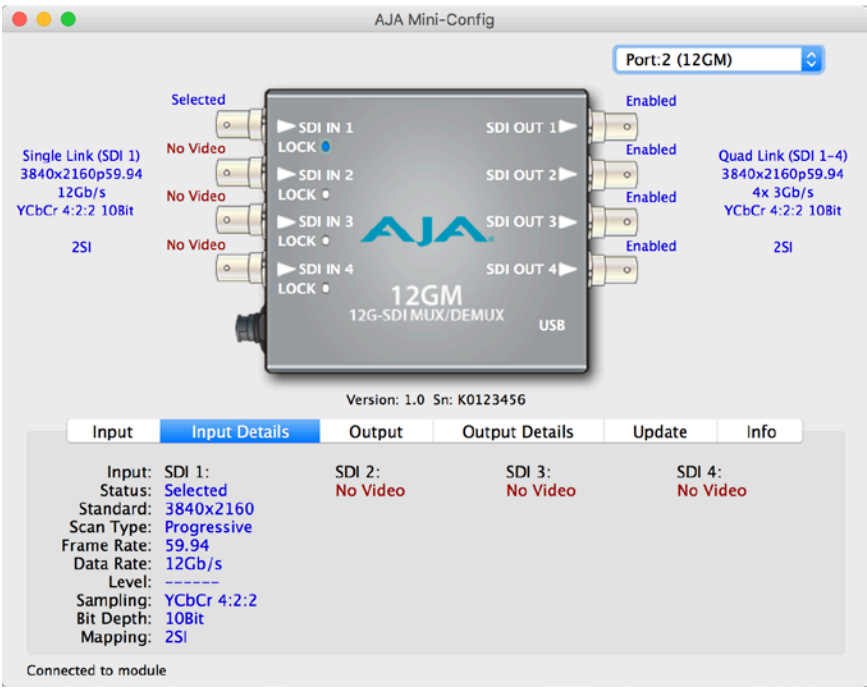 AJA Mini-Config
Port:2 (12GM)
Selected
No Video
No Video
No Video
Single Link (SDI 1)
3840x2160p59.94
12Gb/s
YCbCr 4:2:2 10Bit
2SI
SDI IN 1
LOCK
SDI IN 2
LOCK
SDI IN 3
LOCK
SDI IN 4
LOCK
SDI OUT 1
SDI OUT 2
SDI OUT 3
SDI OUT 4
AJA
12GM
12G-SDI MUX/DEMUX
USB
Enabled
Enabled
Enabled
Enabled
Quad Link (SDI 1-4)
3840x2160p59.94
4x 3Gb/s
YCbCr 4:2:2 10Bit
2SI
Version: 1.0 Sn: K0123456
Input Input Details Output Output Details Update Info
Input: SDI 1: SDI 2: SDI 3: SDI 4:
Status: Selected No Video No Video No Video
Standard: 3840x2160
Scan Type: Progressive
Frame Rate: 59.94
Data Rate: 12Gb/s
Level: ------
Sampling: YCbCr 4:2:2
Bit Depth: 10Bit
Mapping: 2SI
Connected to module